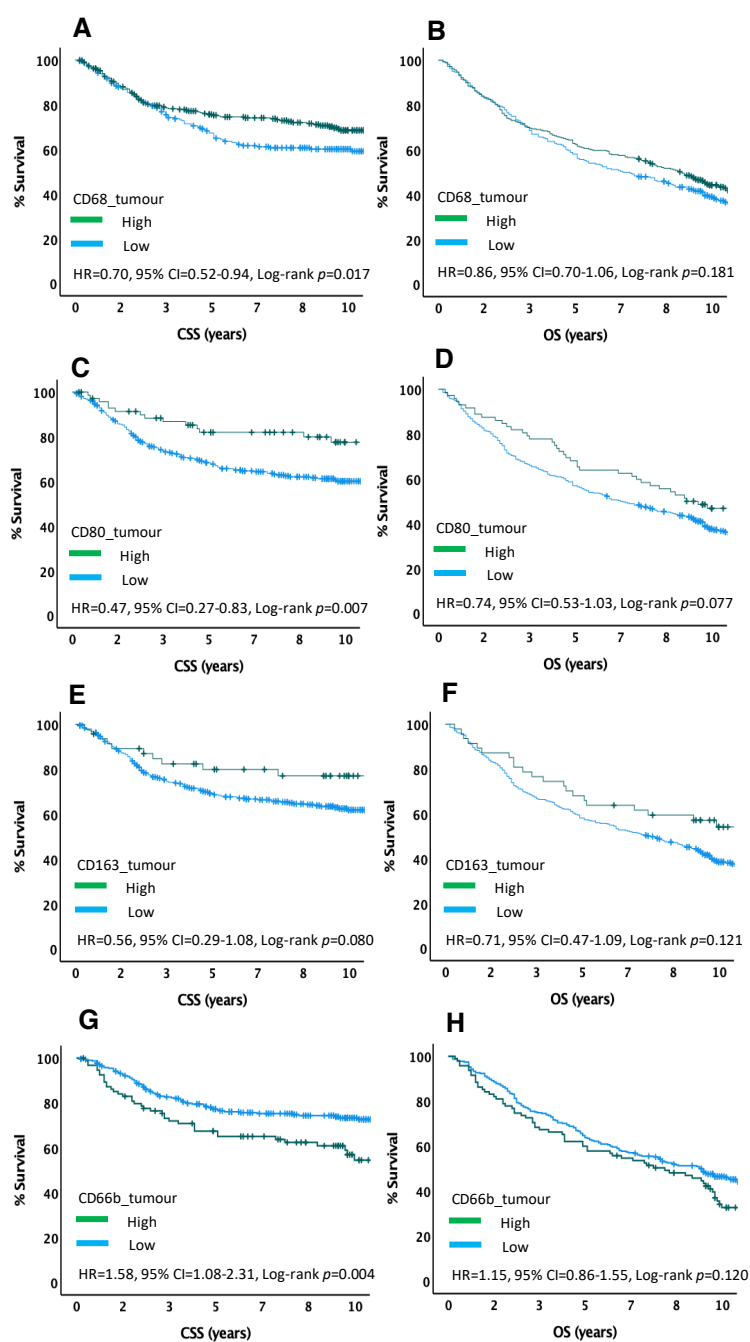 A
100
80
60
40
20
0
% Survival
CD68_tumour
High
Low
HR=0.70, 95% CI=0.52-0.94, Log-rank p=0.017
0 2 3 5 7 8 10
CSS (years)
B
100
80
60
40
20
0
% Survival
CD68_tumour
High
Low
HR=0.86, 95% CI=0.70-1.06, Log-rank p=0.181
0 2 3 5 7 8 10
OS (years)
C
100
80
60
40
20
0
% Survival
CD80_tumour
High
Low
HR=0.47, 95% CI=0.27-0.83, Log-rank p=0.007
0 2 3 5 7 8 10
CSS (years)
D
100
80
60
40
20
0
% Survival
CD80_tumour
High
Low
HR=0.74, 95% CI=0.53-1.03, Log-rank p=0.077
0 2 3 5 7 8 10
OS (years)
E
100
80
60
40
20
0
% Survival
CD163_tumour
High
Low
HR=0.56, 95% CI=0.29-1.08, Log-rank p=0.080
0 2 3 5 7 8 10
CSS (years)
F
100
80
60
40
20
0
% Survival
CD163_tumour
High
Low
HR=0.71, 95% CI=0.47-1.09, Log-rank p=0.121
0 2 3 5 7 8 10
OS (years)
G
100
80
60
40
20
0
% Survival
CD66b_tumour
High
Low
HR=1.58, 95% CI=1.08-2.31, Log-rank p=0.004
0 2 3 5 7 8 10
CSS (years)
H
100
80
60
40
20
0
% Survival
CD66b_tumour
High
Low
HR=1.15, 95% CI=0.86-1.55, Log-rank p=0.120
0 2 3 5 7 8 10
OS (years)